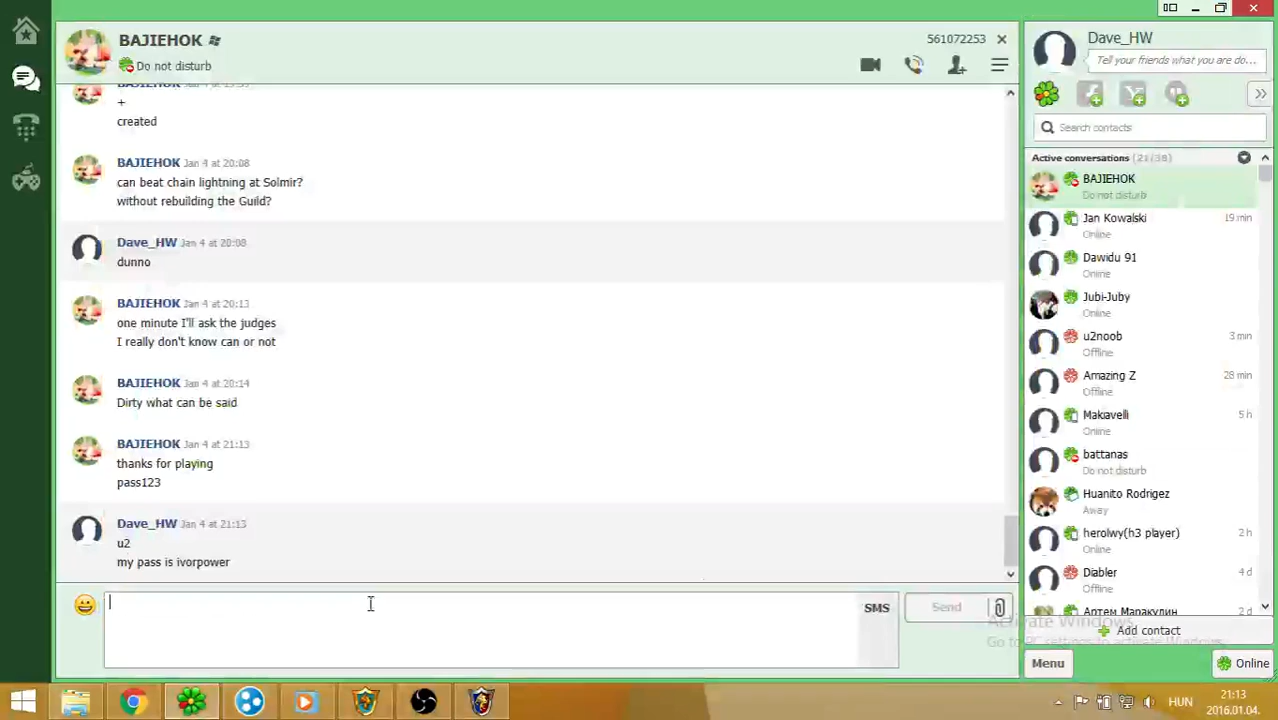 BAJIEHOK
Do not disturb
561072253
+
created
BAJIEHOK Jan 4 at 20:08
can beat chain lightning at Solmir?
without rebuilding the Guild?
Dave_HW Jan 4 at 20:08
dunno
BAJIEHOK Jan 4 at 20:13
one minute I'll ask the judges
I really don't know can or not
BAJIEHOK Jan 4 at 20:14
Dirty what can be said
BAJIEHOK Jan 4 at 21:13
thanks for playing
pass123
Dave_HW Jan 4 at 21:13
u2
my pass is ivorpower
SMS
Send
Dave_HW
Tell your friends what you are do...
Search contacts
Active conversations (21/38)
BAJIEHOK
Do not disturb
Jan Kowalski 19 min
Online
Dawidu 91
Online
Jubi-Juby
Online
u2noob 3 min
Offline
Amazing Z 28 min
Offline
Makiavelli 5 h
Online
battanas
Do not disturb
Huanito Rodrigez
Away
herolwy(h3 player) 2 h
Online
Diabler 4 d
Offline
Артем Маракулин 2 d
Add contact
Activate Windows
Go to PC settings to activate Windows.
Menu
Online
HUN
21:13
2016.01.04.